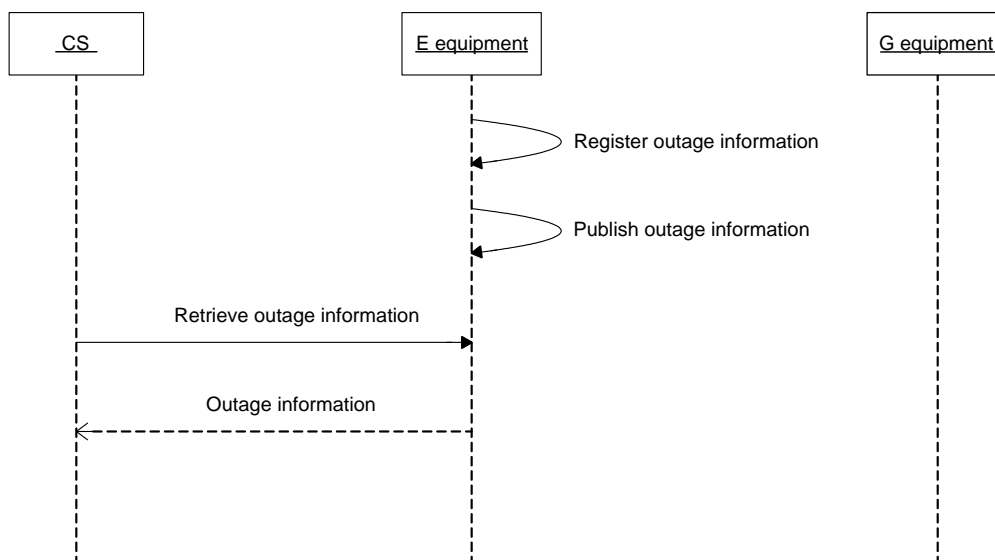 CS
E equipment
G equipment
Register outage information
Publish outage information
Retrieve outage information
Outage information